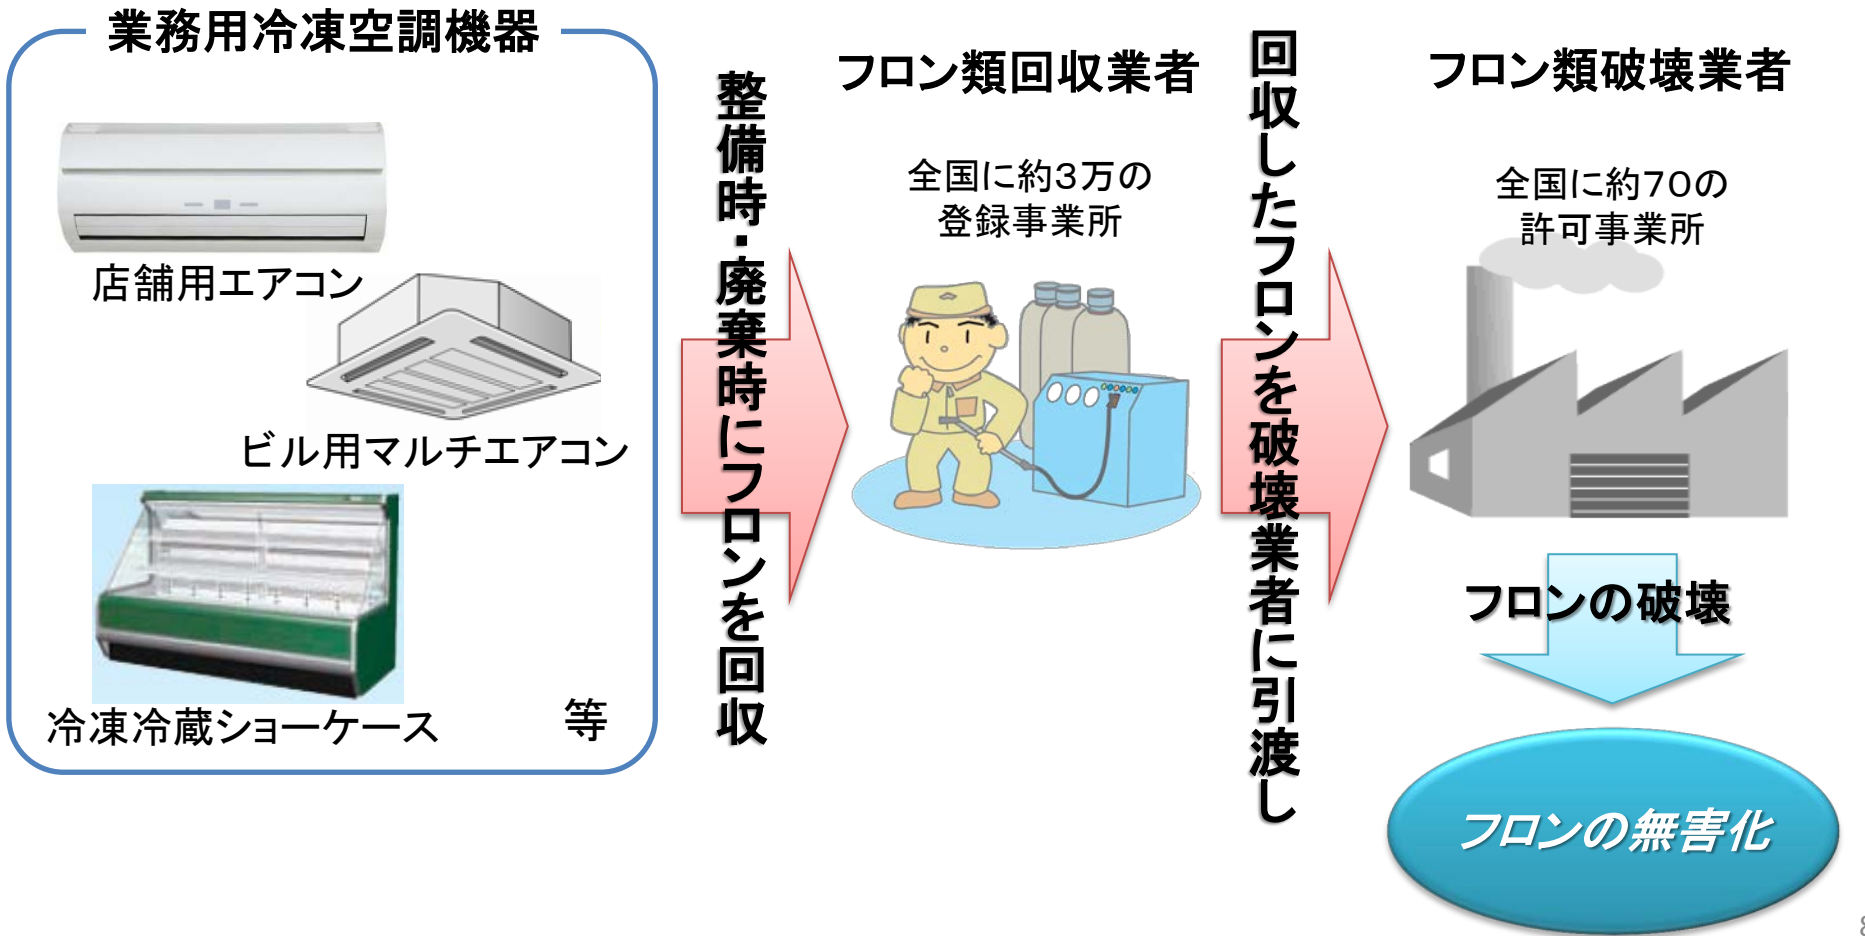 業務用冷凍空調機器
店舗用エアコン
ビル用マルチエアコン
冷凍冷蔵ショーケース
等
整備時・廃棄時にフロンを回収
フロン類回収業者
全国に約3万の
登録事業所
回収したフロンを破壊業者に引渡し
フロン類破壊業者
全国に約70の
許可事業所
フロンの破壊
フロンの無害化